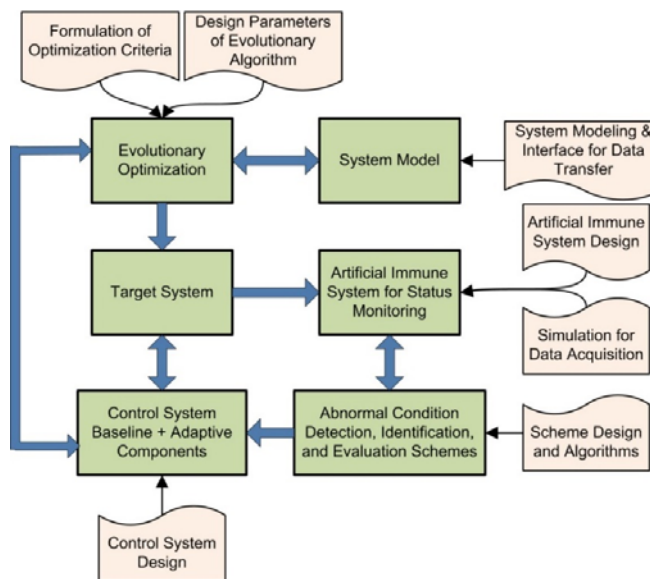 Formulation of
Optimization Criteria
Design Parameters
of Evolutionary
Algorithm
Evolutionary
Optimization
System Model
System Modeling &
Interface for Data
Transfer
Artificial Immune
System Design
Target System
Artificial Immune
System for Status
Monitoring
Simulation for
Data Acquisition
Control System
Baseline + Adaptive
Components
Abnormal Condition
Detection, Identification,
and Evaluation Schemes
Scheme Design
and Algorithms
Control System
Design